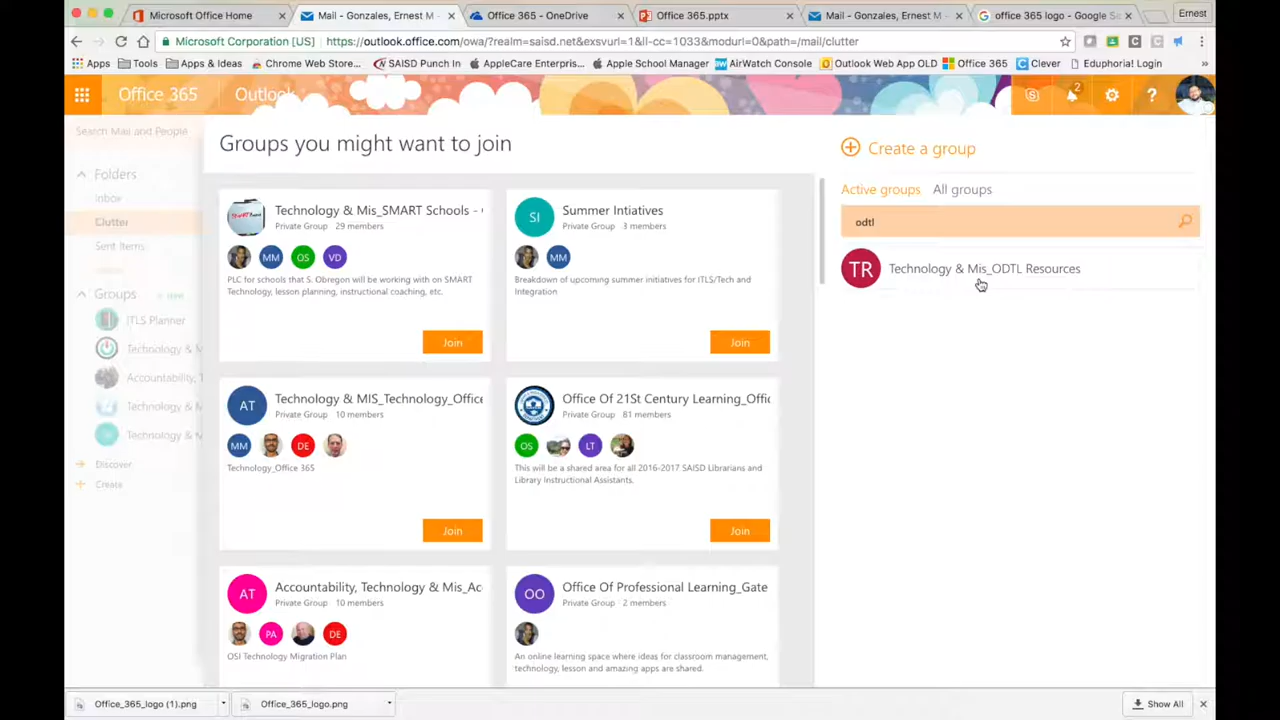 Microsoft Office Home
Mail - Gonzales, Ernest M -
Office 365 - OneDrive
Office 365.pptx
Mail - Gonzales, Ernest M -
office 365 logo - Google Se
Ernest
Microsoft Corporation [US]
https://outlook.office.com/owa/?realm=saisd.net&exsvurl=1&ll-cc=1033&modurl=0&path=/mail/clutter
Apps
Tools
Apps & Ideas
Chrome Web Store...
SAISD Punch In
AppleCare Enterpris...
Apple School Manager
AirWatch Console
Outlook Web App OLD
Office 365
Clever
Eduphoria! Login
Office 365
Outlook
2
?
Search Mail and People
Folders
Inbox
Clutter
Sent Items
Groups
ITLS Planner
Technology & M
Accountability, T
Technology & M
Technology & M
Discover
Create
Groups you might want to join
Technology & Mis_SMART Schools -
Private Group 29 members
MM OS VD
PLC for schools that S. Obregon will be working with on SMART
Technology, lesson planning, instructional coaching, etc.
Join
SI
Summer Intiatives
Private Group 3 members
MM
Breakdown of upcoming summer initiatives for ITLS/Tech and
Integration
Join
AT
Technology & MIS_Technology_Office
Private Group 10 members
MM DE
Technology_Office 365
Join
Office Of 21St Century Learning_Offic
Private Group 81 members
OS LT
This will be a shared area for all 2016-2017 SAISD Librarians and
Library Instructional Assistants.
Join
AT
Accountability, Technology & Mis_Ac
Private Group 10 members
PA DE
OSI Technology Migration Plan
OO
Office Of Professional Learning_Gate
Private Group 2 members
An online learning space where ideas for classroom management,
technology, lesson and amazing apps are shared.
Create a group
Active groups
All groups
odtl
TR
Technology & Mis_ODTL Resources
Office_365_logo (1).png
Office_365_logo.png
Show All